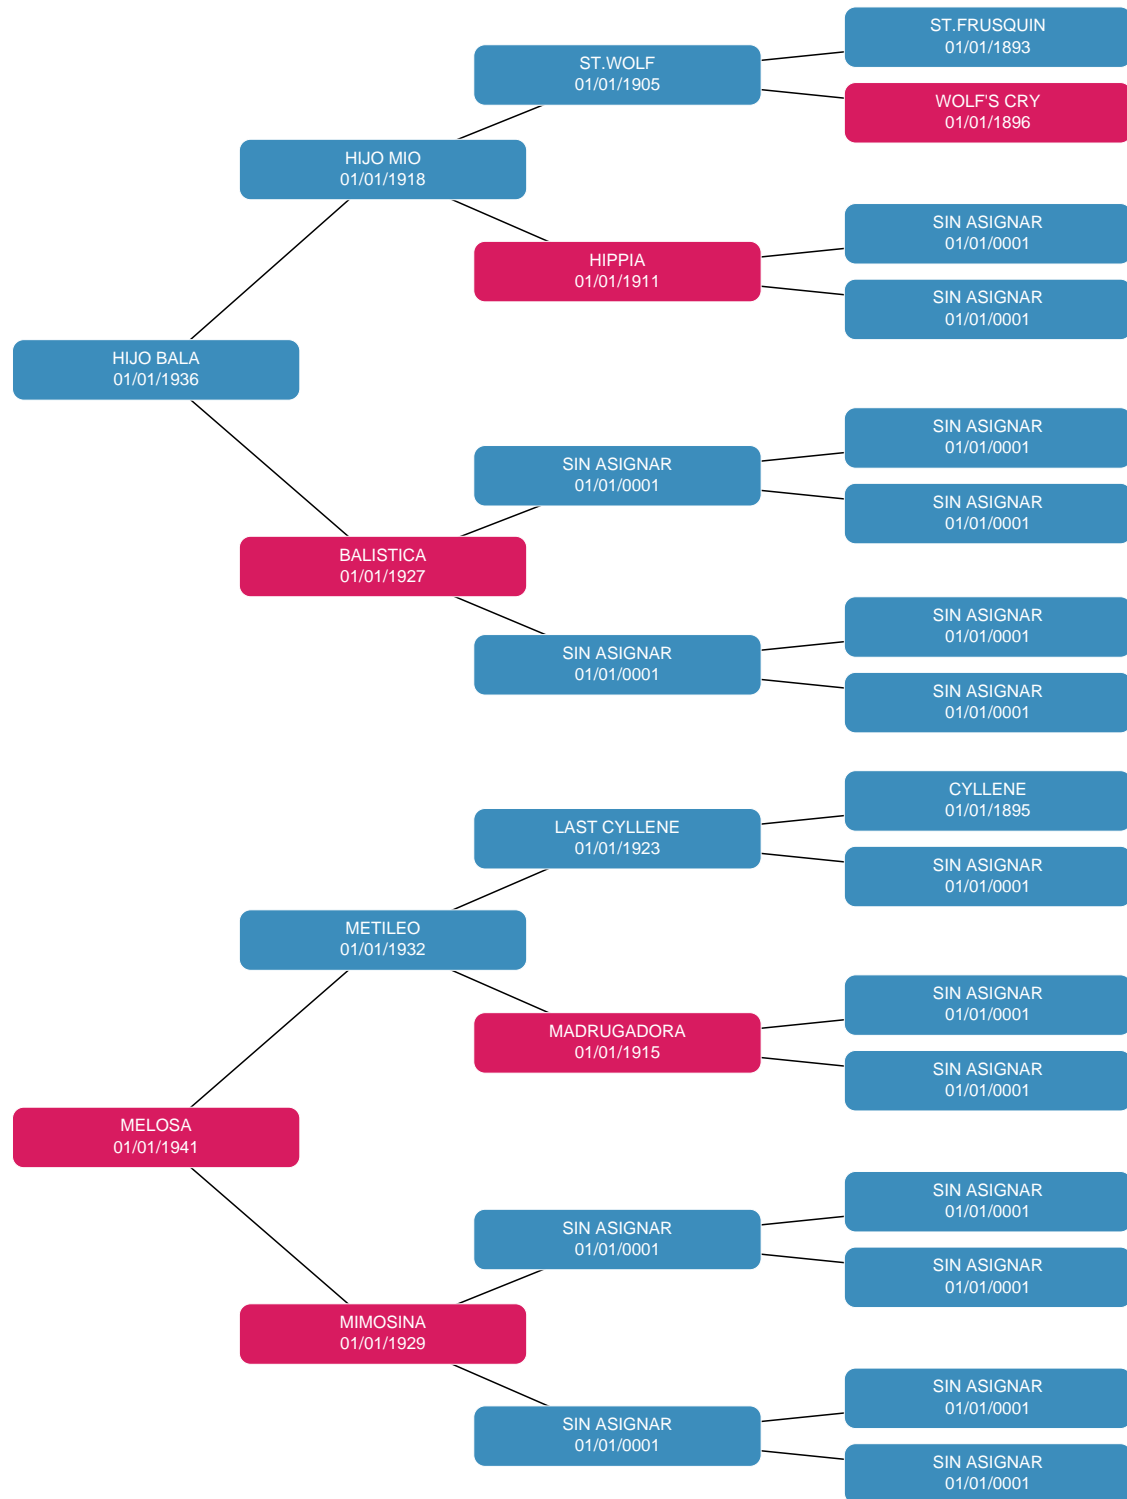 ST.FRUSQUIN
01/01/1893
ST.WOLF
01/01/1905
WOLF'S CRY
01/01/1896
HIJO MIO
01/01/1918
SIN ASIGNAR
01/01/0001
HIPPIA
01/01/1911
SIN ASIGNAR
01/01/0001
HIJO BALA
01/01/1936
SIN ASIGNAR
01/01/0001
SIN ASIGNAR
01/01/0001
SIN ASIGNAR
01/01/0001
BALISTICA
01/01/1927
SIN ASIGNAR
01/01/0001
SIN ASIGNAR
01/01/0001
SIN ASIGNAR
01/01/0001
CYLLENE
01/01/1895
LAST CYLLENE
01/01/1923
SIN ASIGNAR
01/01/0001
METILEO
01/01/1932
SIN ASIGNAR
01/01/0001
MADRUGADORA
01/01/1915
SIN ASIGNAR
01/01/0001
MELOSA
01/01/1941
SIN ASIGNAR
01/01/0001
SIN ASIGNAR
01/01/0001
SIN ASIGNAR
01/01/0001
MIMOSINA
01/01/1929
SIN ASIGNAR
01/01/0001
SIN ASIGNAR
01/01/0001
SIN ASIGNAR
01/01/0001